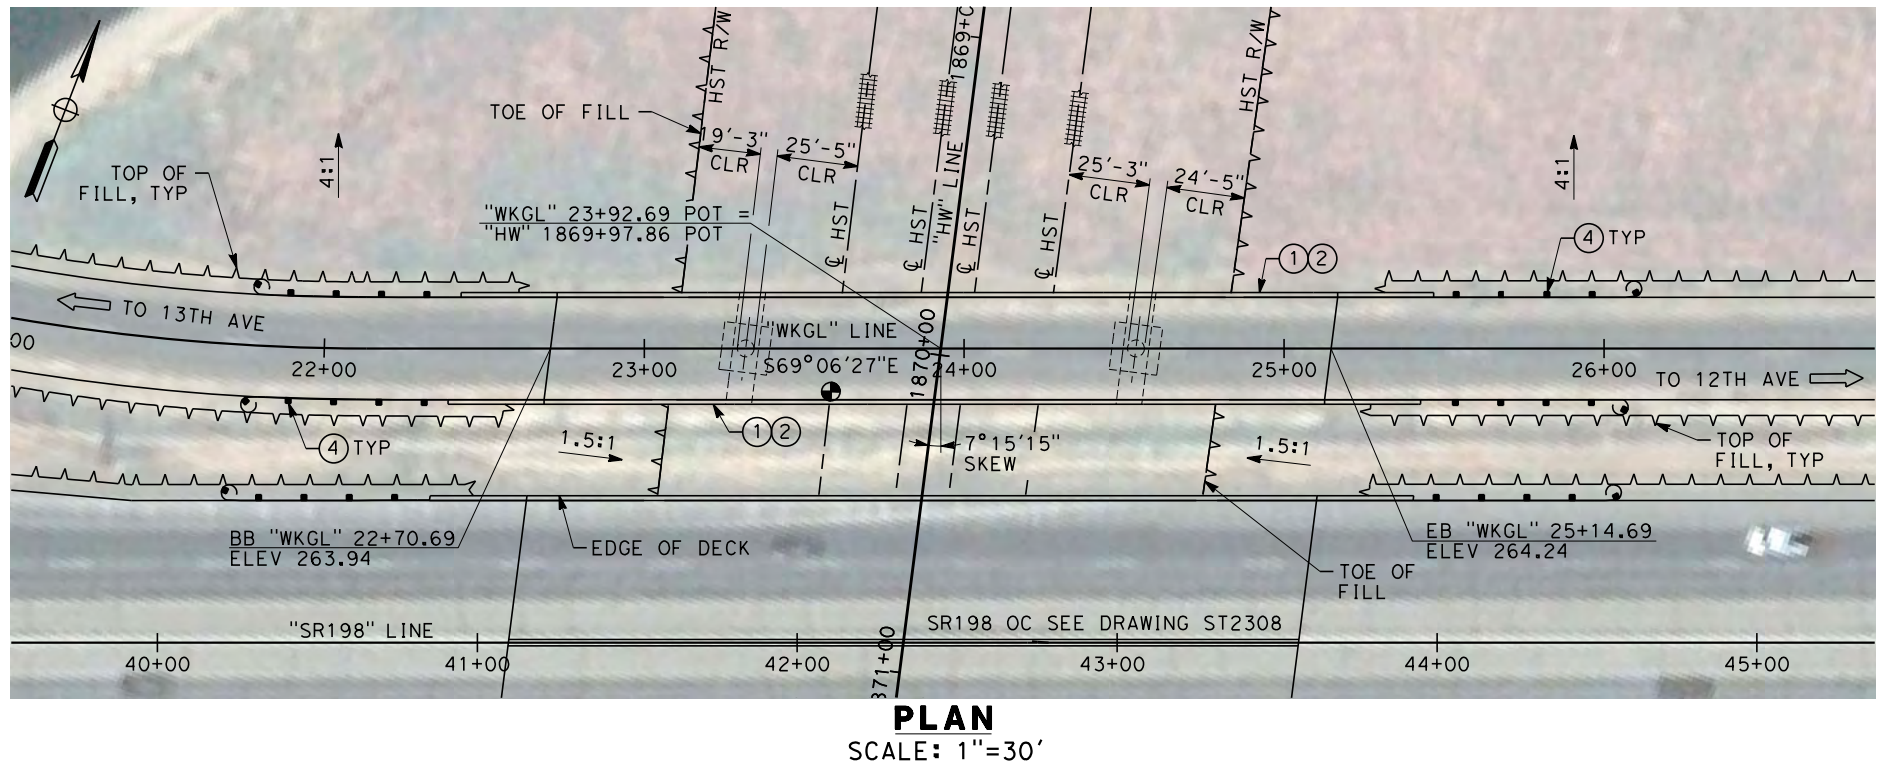 HST R/W
1869+
HST R/W
TOE OF FILL
19'-3"
CLR
25'-5"
CLR
25'-3"
CLR
24'-5"
CLR
4:1
4:1
TOP OF
FILL, TYP
"WKGL" 23+92.69 POT =
"HW" 1869+97.86 POT
℄ HST
℄ HST
"HW" LINE
℄ HST
℄ HST
1 2
4 TYP
TO 13TH AVE
"WKGL" LINE
S69°06'27"E
1870+00
00
22+00
23+00
24+00
25+00
26+00
TO 12TH AVE
4 TYP
1.5:1
1 2
7°15'15"
SKEW
1.5:1
TOP OF
FILL, TYP
BB "WKGL" 22+70.69
ELEV 263.94
EDGE OF DECK
EB "WKGL" 25+14.69
ELEV 264.24
TOE OF
FILL
"SR198" LINE
SR198 OC SEE DRAWING ST2308
871+00
40+00
41+00
42+00
43+00
44+00
45+00
PLAN
SCALE: 1"=30'